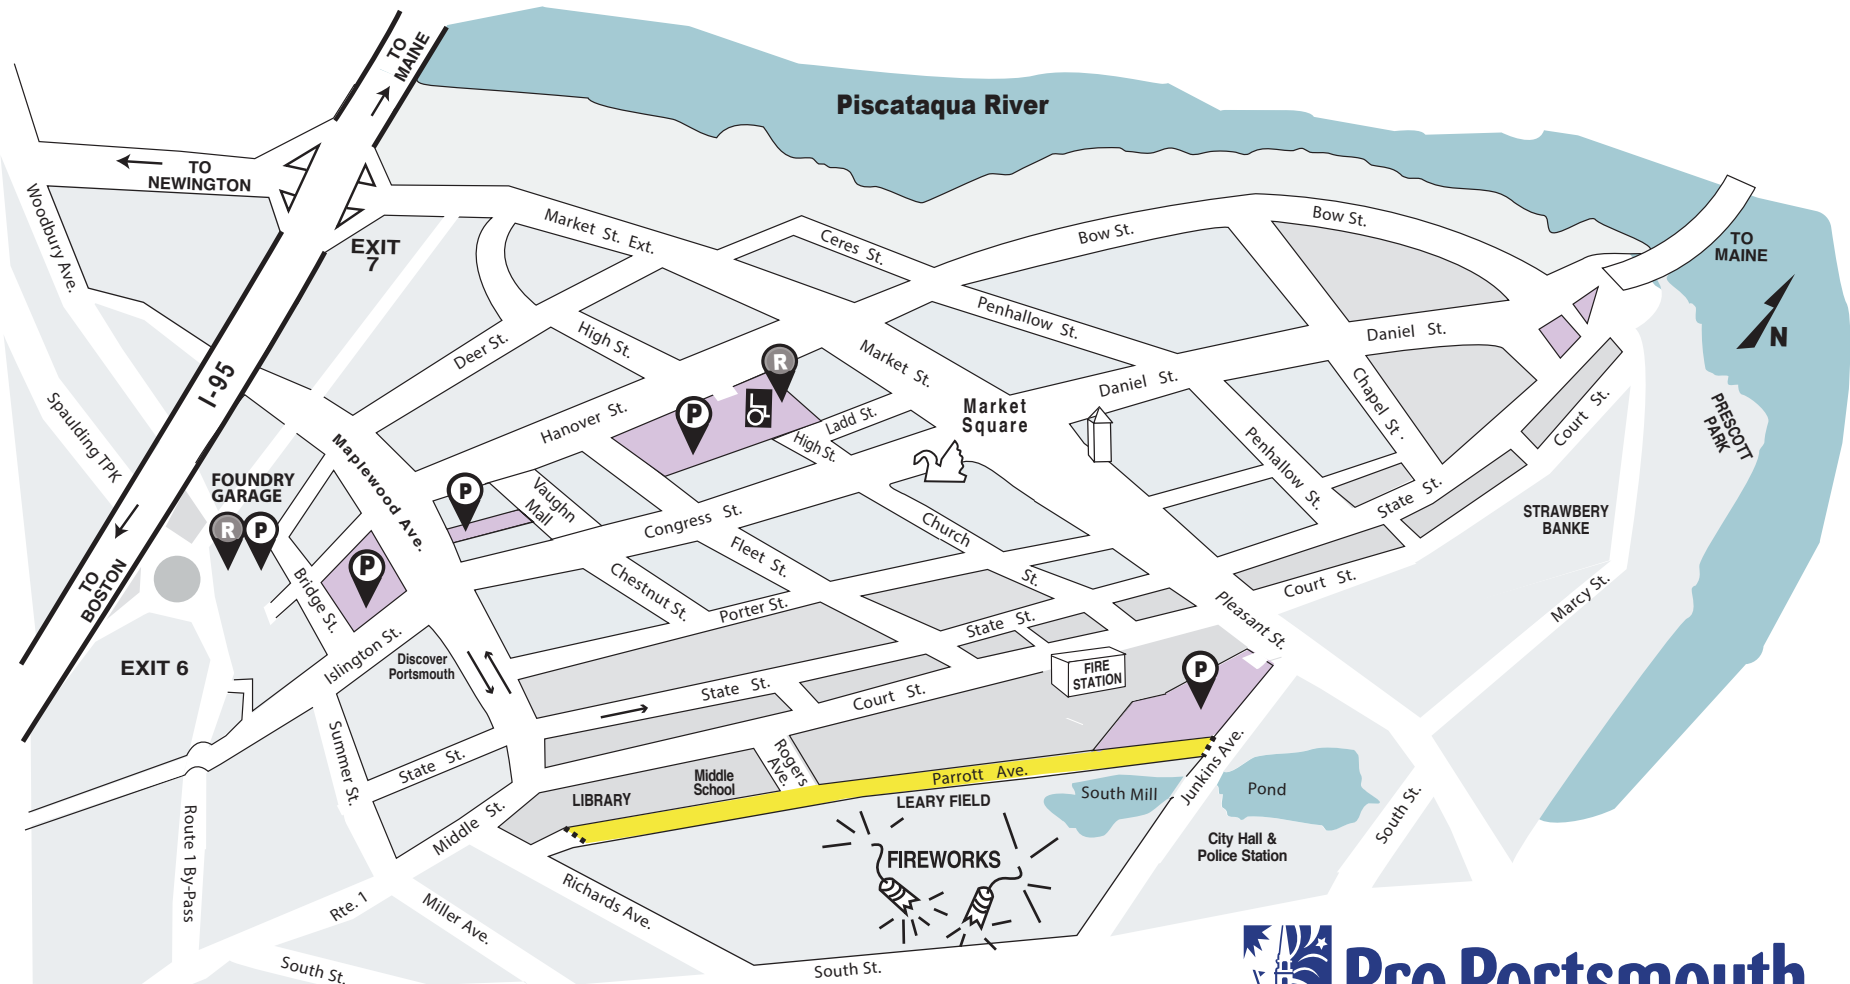 TO
MAINE
Piscataqua River
TO
NEWINGTON
Woodbury Ave.
EXIT
7
Market St. Ext.
Ceres St.
Bow St.
Bow St.
TO
MAINE
N
Penhallow St.
Daniel St.
Deer St.
High St.
Market St.
R
Daniel St.
Chapel St.
Court St.
PRESCOTT
PARK
I-95
Spaulding TPK
Hanover St.
P
Ladd St.
High St.
Market
Square
Maplewood Ave.
FOUNDRY
GARAGE
R
P
P
Vaughn
Mall
Congress St.
Penhallow St.
State St.
STRAWBERY
BANKE
Church
St.
Fleet St.
P
TO
BOSTON
Bridge St.
Chestnut St.
Porter St.
Court St.
Marcy St.
Pleasant St.
State St.
Islington St.
Discover
Portsmouth
EXIT 6
FIRE
STATION
P
State St.
Court St.
Summer St.
State St.
Rogers
Ave.
Junkins Ave.
Middle
School
LIBRARY
Parrott Ave.
LEARY FIELD
South Mill
Pond
Middle St.
Route 1 By-Pass
South St.
City Hall &
Police Station
FIREWORKS
Richards Ave.
Rte. 1
Miller Ave.
South St.
South St.
Pro Portsmouth